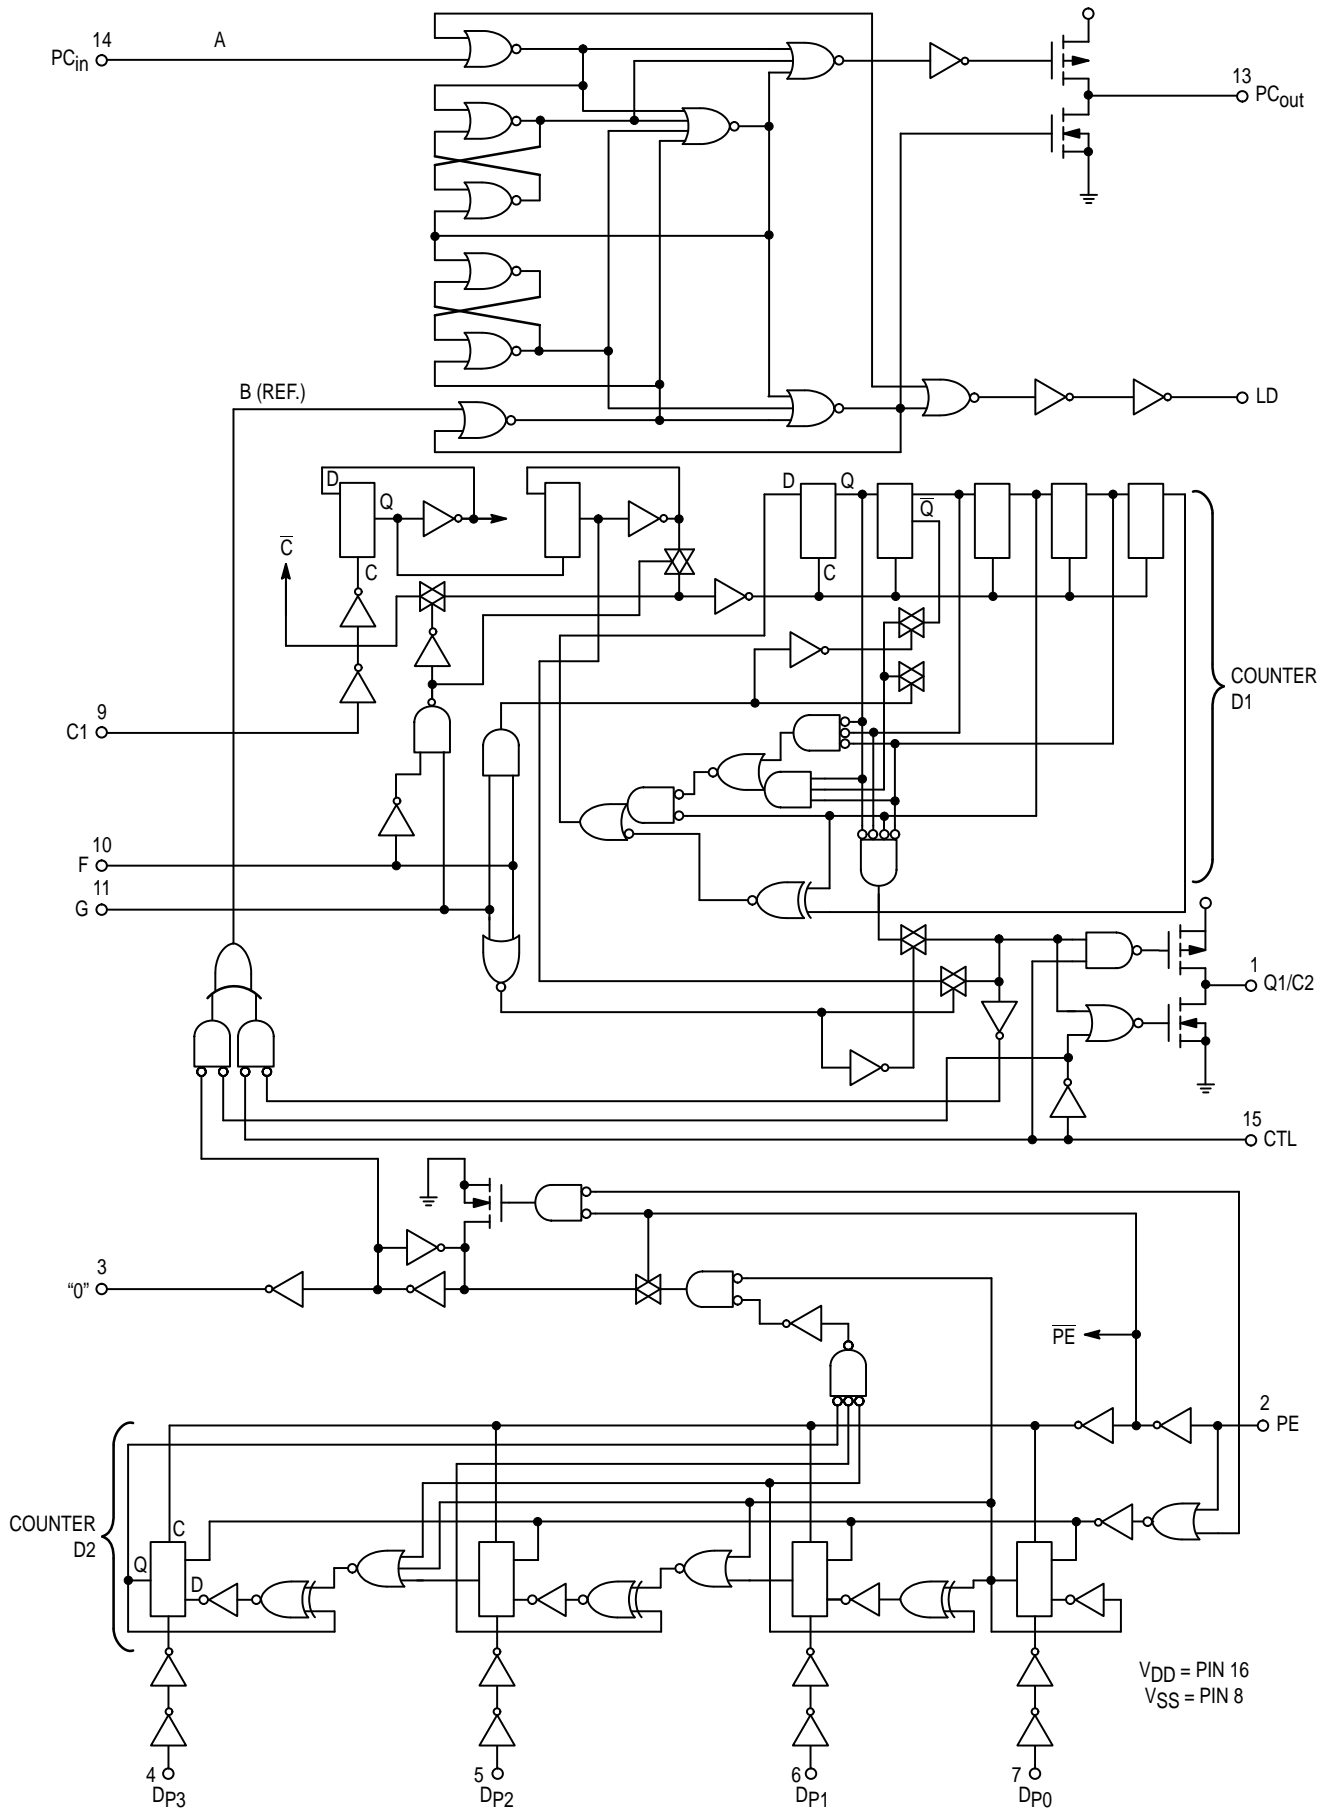 14
PCin
A
13
PCout
B (REF.)
LD
D
Q
C
C
D
Q
Q
C
COUNTER
D1
9
C1
10
F
11
G
1
Q1/C2
15
CTL
3
“0”
PE
2
PE
COUNTER
D2
C
Q
D
VDD = PIN 16
VSS = PIN 8
4
DP3
5
DP2
6
DP1
7
DP0